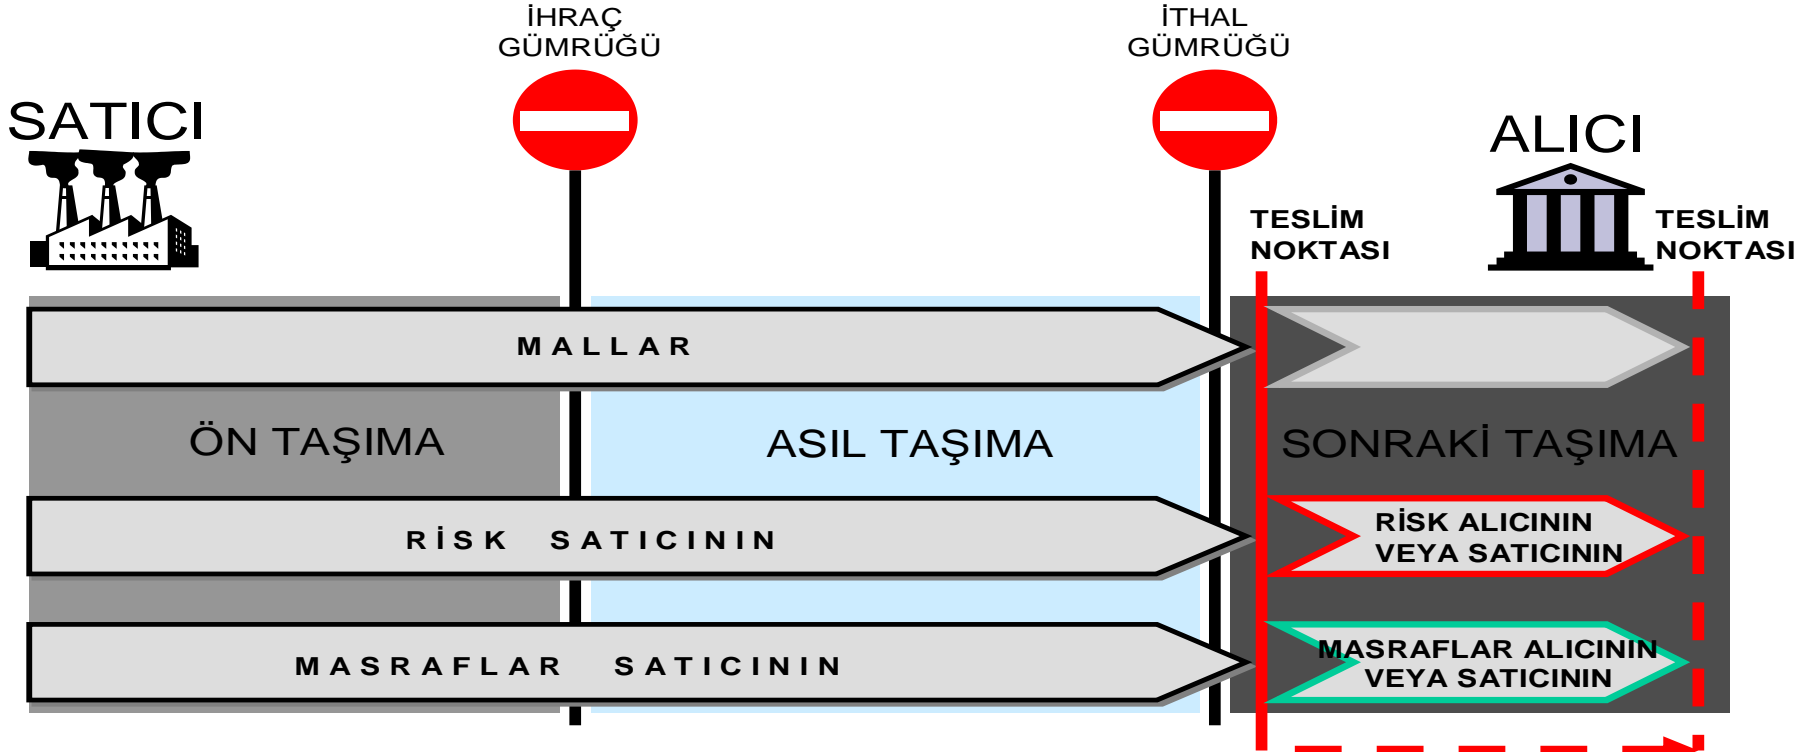 İHRAÇ
GÜMRÜĞÜ
İTHAL
GÜMRÜĞÜ
SATICI
ALICI
TESLİM
NOKTASI
TESLİM
NOKTASI
MALLAR
ÖN TAŞIMA
ASIL TAŞIMA
SONRAKİ TAŞIMA
RİSK SATICININ
RİSK ALICININ
VEYA SATICININ
MASRAFLAR SATICININ
MASRAFLAR ALICININ
VEYA SATICININ